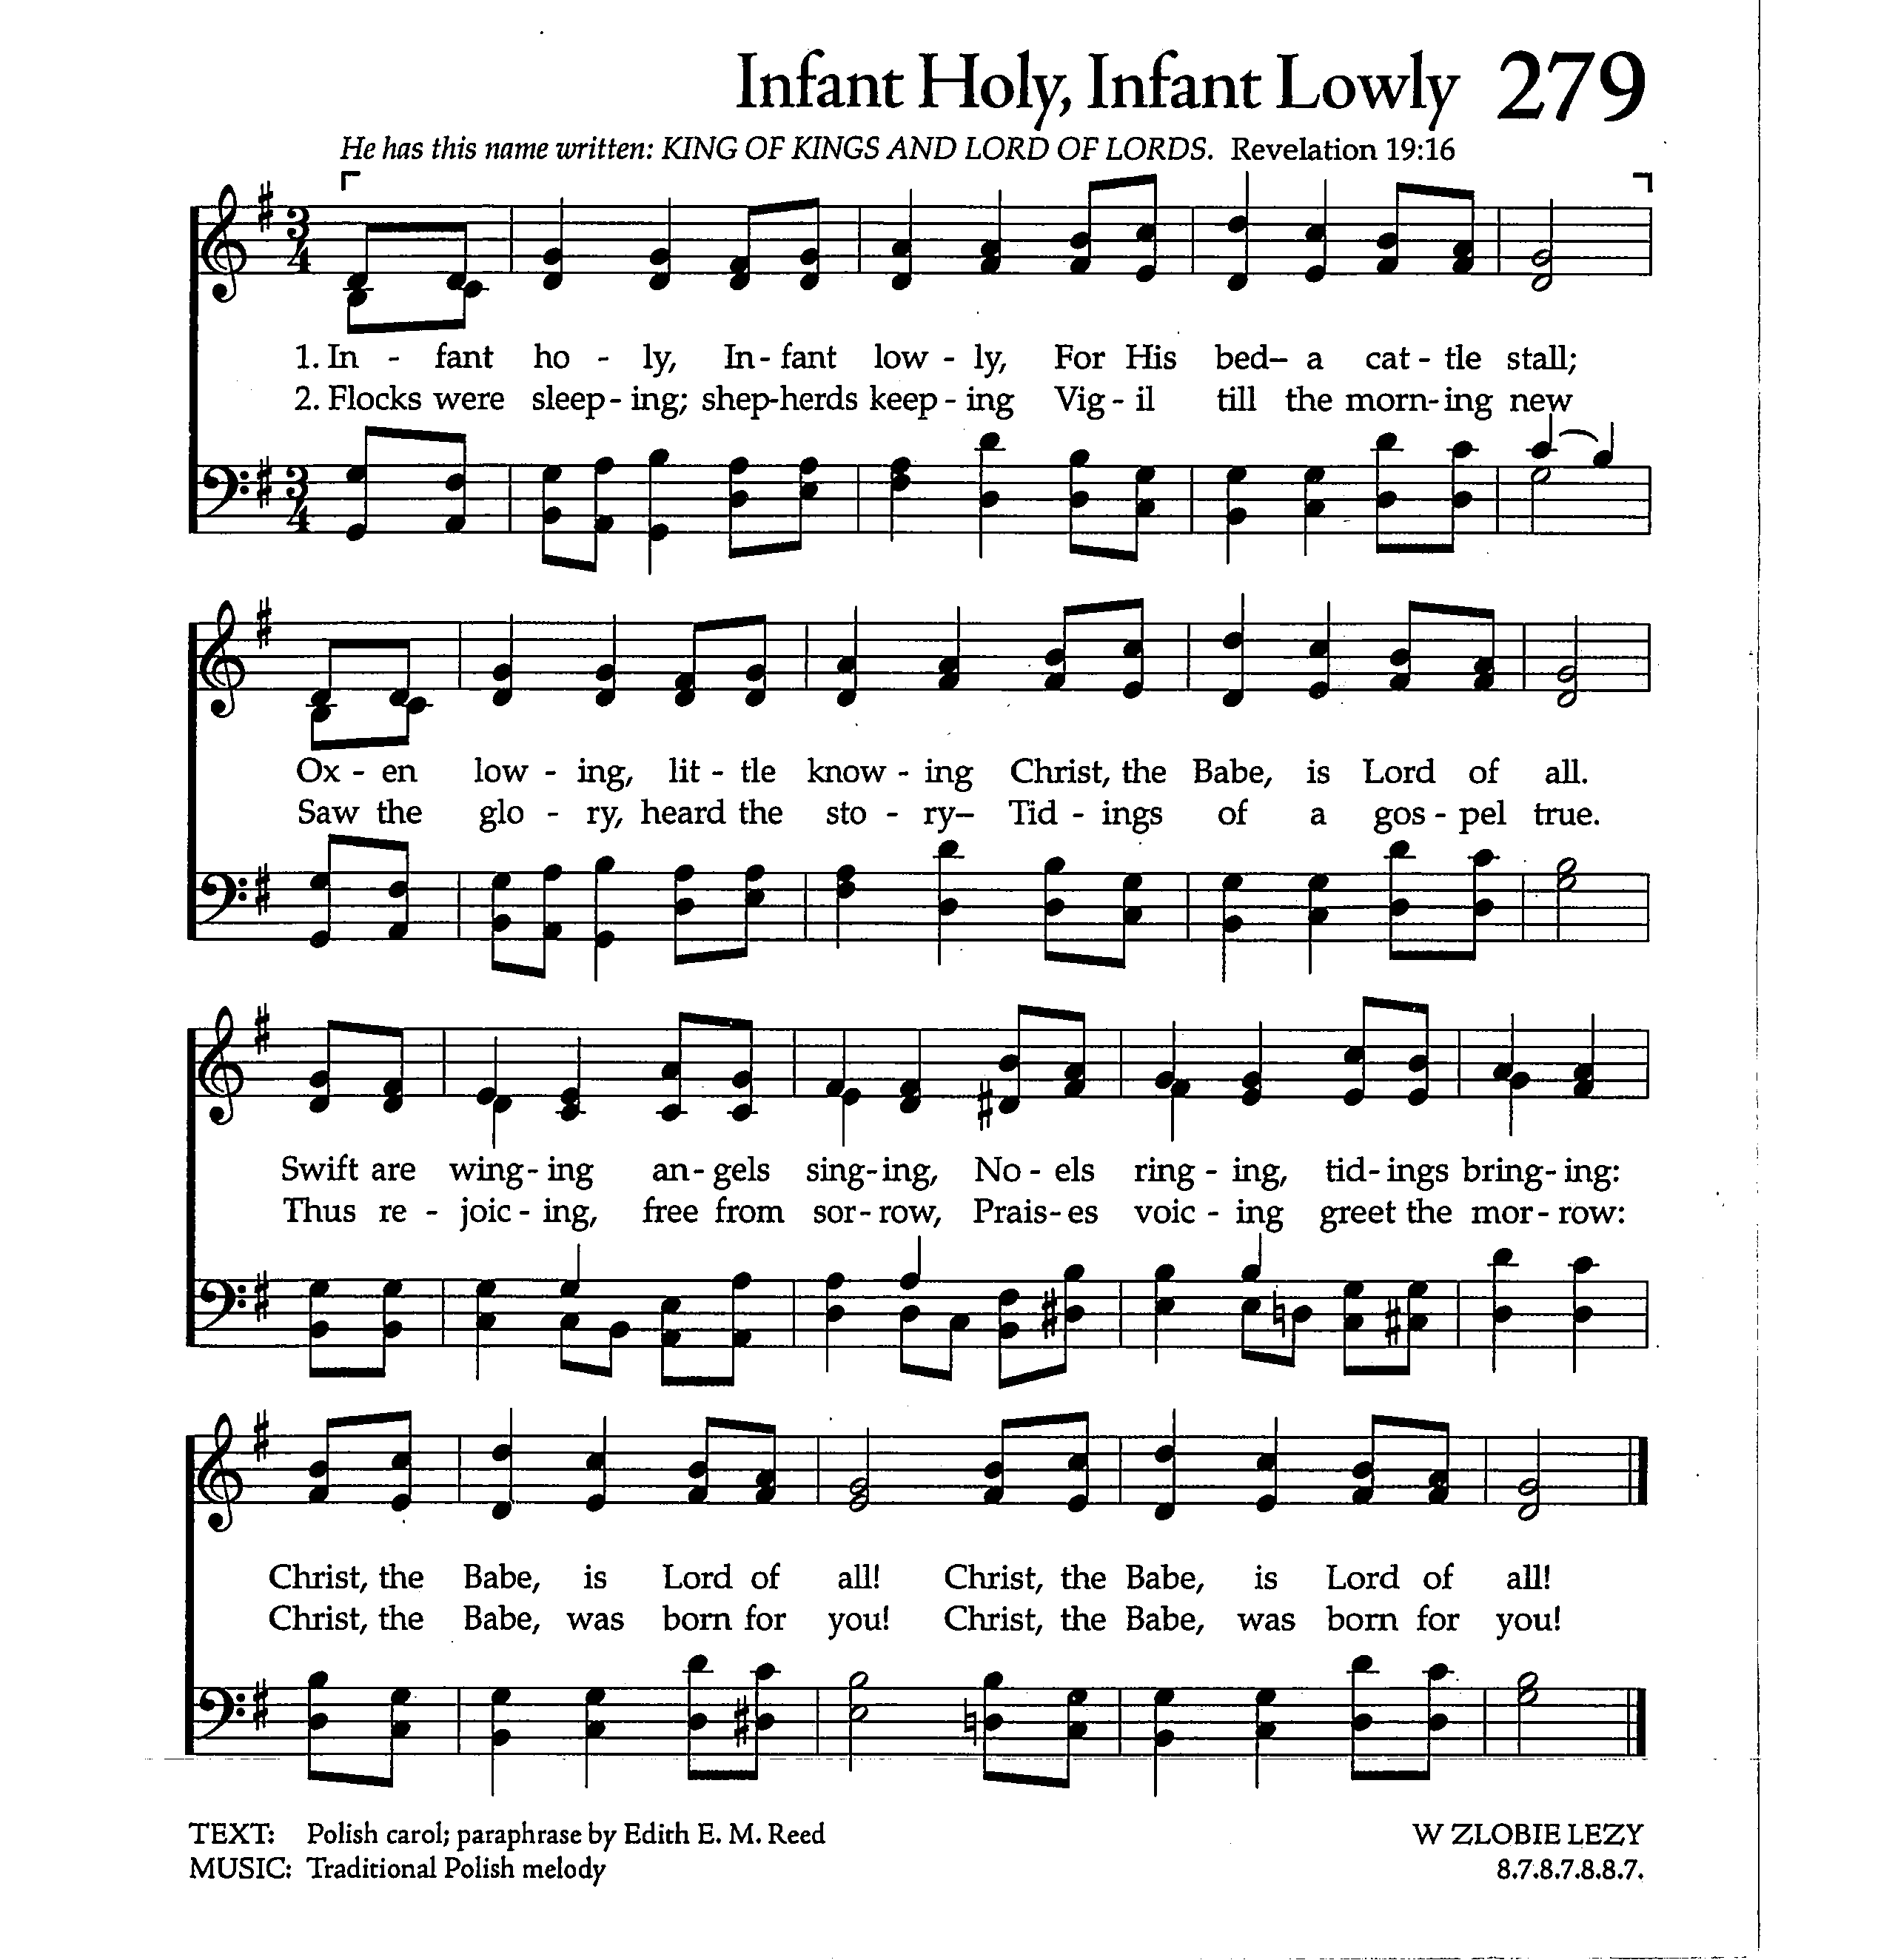 Infant Holy, Infant Lowly 279
He has this name written: KING OF KINGS AND LORD OF LORDS. Revelation 19:16
3
4
1. In - fant ho - ly, In - fant low - ly, For His bed– a cat - tle stall;
2. Flocks were sleep - ing; shep-herds keep - ing Vig - il till the morn-ing new
3
4
Ox - en low - ing, lit - tle know - ing Christ, the Babe, is Lord of all.
Saw the glo - ry, heard the sto - ry– Tid - ings of a gos - pel true.
Swift are wing - ing an - gels sing - ing, No - els ring - ing, tid - ings bring - ing:
Thus re - joic - ing, free from sor - row, Prais - es voic - ing greet the mor - row:
Christ, the Babe, is Lord of all! Christ, the Babe, is Lord of all!
Christ, the Babe, was born for you! Christ, the Babe, was born for you!
TEXT: Polish carol; paraphrase by Edith E. M. Reed W ZLOBIE LEZY
MUSIC: Traditional Polish melody 8.7.8.7.8.8.7.